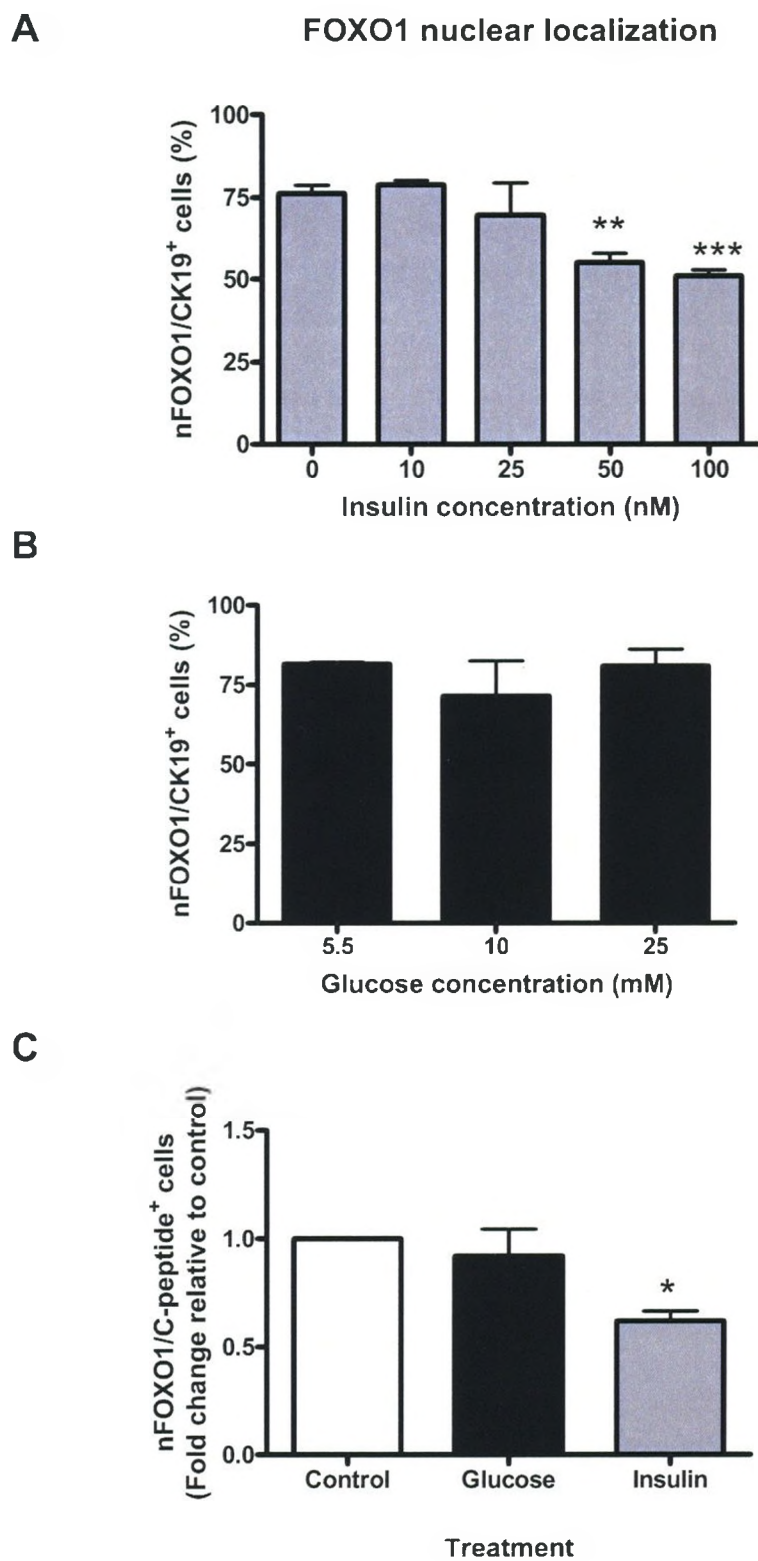 A
FOXO1 nuclear localization
nFOXO1/CK19+ cells (%)
100
75
50
25
0
**
***
0 10 25 50 100
Insulin concentration (nM)
B
nFOXO1/CK19+ cells (%)
100
75
50
25
0
5.5 10 25
Glucose concentration (mM)
C
nFOXO1/C-peptide+ cells
(Fold change relative to control)
1.5
1.0
0.5
0.0
*
Control Glucose Insulin
Treatment